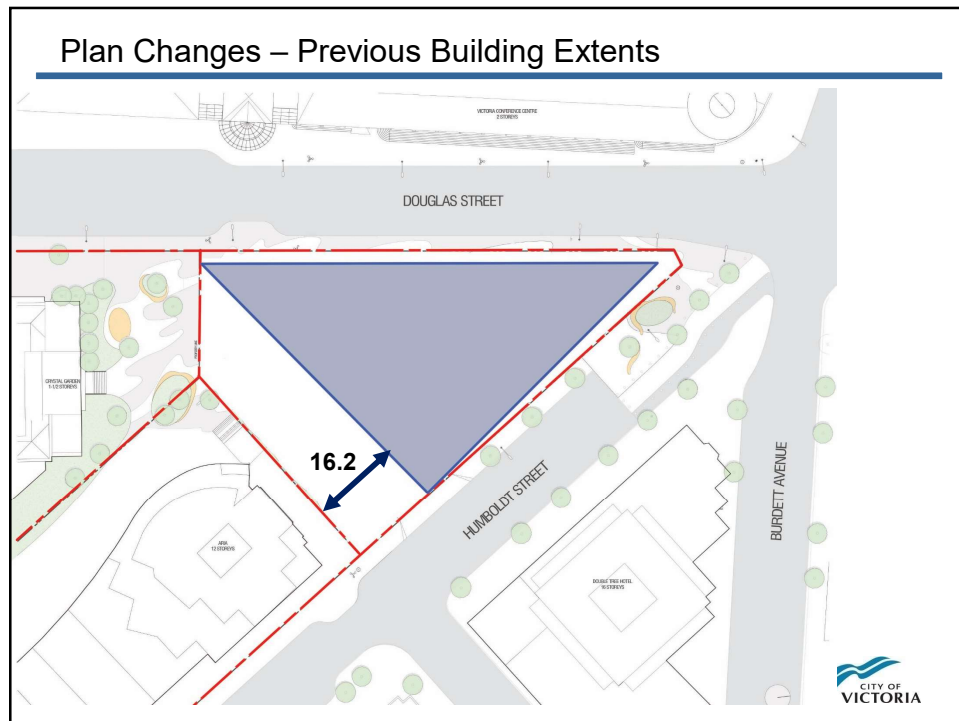 Plan Changes – Previous Building Extents
VICTORIA CONFERENCE CENTRE
2 STOREYS
DOUGLAS STREET
CRYSTAL GARDEN
1-1/2 STOREYS
16.2
ARIA
12 STOREYS
HUMBOLDT STREET
BURDETT AVENUE
DOUBLE TREE HOTEL
16 STOREYS
CITY OF
VICTORIA